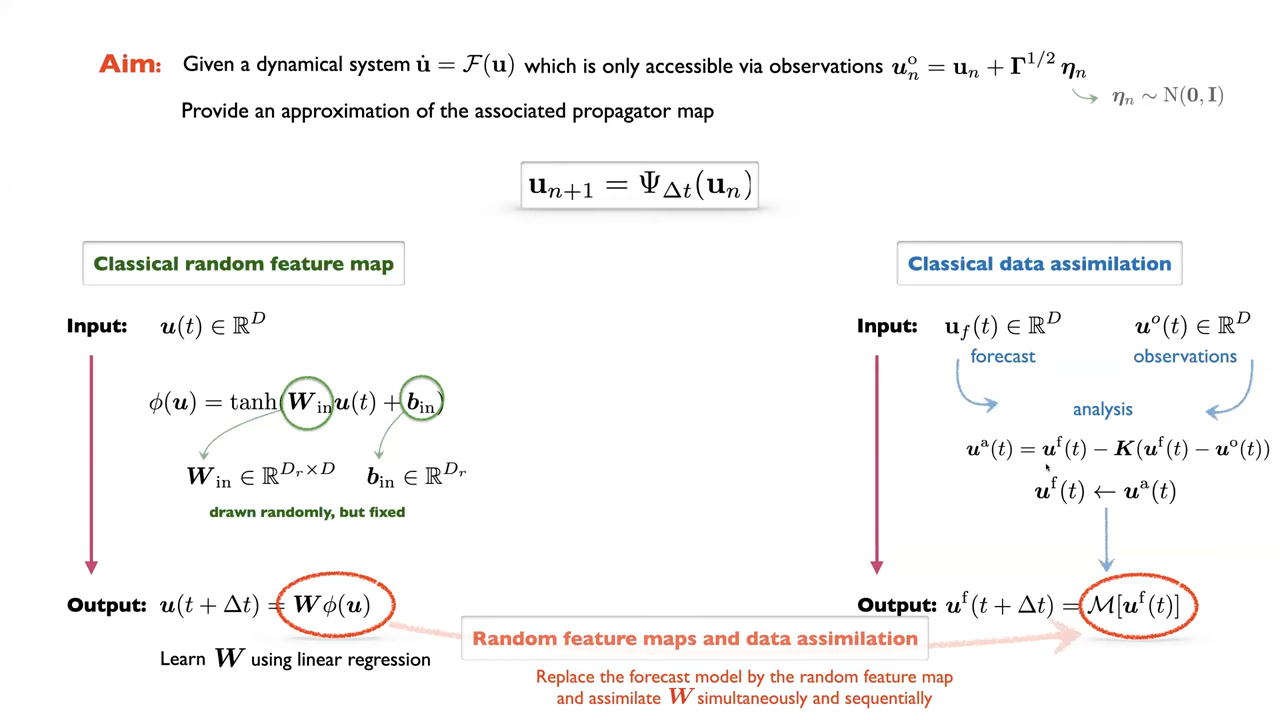 Aim: Given a dynamical system u̇ = ℱ(u) which is only accessible via observations uₙᵒ = uₙ + Γ^{1/2} ηₙ
ηₙ ∼ N(0, I)
Provide an approximation of the associated propagator map
uₙ₊₁ = Ψ_{Δt}(uₙ)
Classical random feature map
Input: u(t) ∈ ℝ^D
ϕ(u) = tanh(W_in u(t) + b_in)
W_in ∈ ℝ^{D_r×D} b_in ∈ ℝ^{D_r}
drawn randomly, but fixed
Output: u(t + Δt) = Wϕ(u)
Learn W using linear regression
Classical data assimilation
Input: u_f(t) ∈ ℝ^D u^o(t) ∈ ℝ^D
forecast observations
analysis
u^a(t) = u^f(t) − K(u^f(t) − u^o(t))
u^f(t) ← u^a(t)
Output: u^f(t + Δt) = ℳ[u^f(t)]
Random feature maps and data assimilation
Replace the forecast model by the random feature map
and assimilate W simultaneously and sequentially